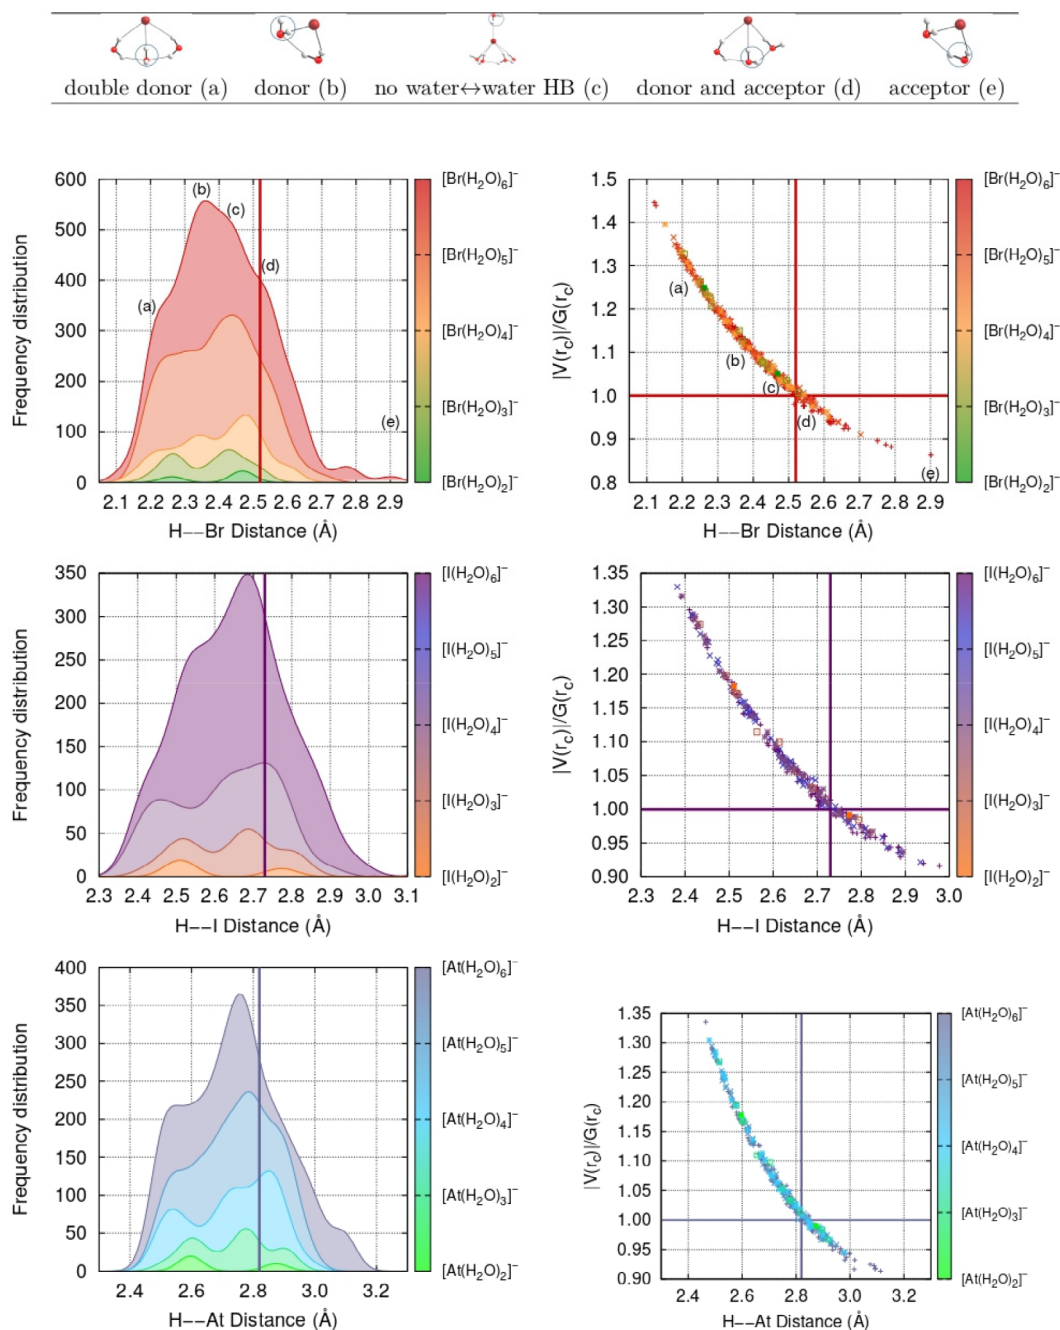 double donor (a) donor (b) no water↔water HB (c) donor and acceptor (d) acceptor (e)
Frequency distribution
600
500
400
300
200
100
0
(a)
(b)
(c)
(d)
(e)
2.1 2.2 2.3 2.4 2.5 2.6 2.7 2.8 2.9
H−−Br Distance (Å)
[Br(H₂O)₆]⁻
[Br(H₂O)₅]⁻
[Br(H₂O)₄]⁻
[Br(H₂O)₃]⁻
[Br(H₂O)₂]⁻
|V(r_c)|/G(r_c)
1.5
1.4
1.3
1.2
1.1
1.0
0.9
0.8
(a)
(b)
(c)
(d)
(e)
2.1 2.2 2.3 2.4 2.5 2.6 2.7 2.8 2.9
H−−Br Distance (Å)
[Br(H₂O)₆]⁻
[Br(H₂O)₅]⁻
[Br(H₂O)₄]⁻
[Br(H₂O)₃]⁻
[Br(H₂O)₂]⁻
Frequency distribution
350
300
250
200
150
100
50
0
2.3 2.4 2.5 2.6 2.7 2.8 2.9 3.0 3.1
H−−I Distance (Å)
[I(H₂O)₆]⁻
[I(H₂O)₅]⁻
[I(H₂O)₄]⁻
[I(H₂O)₃]⁻
[I(H₂O)₂]⁻
|V(r_c)|/G(r_c)
1.35
1.30
1.25
1.20
1.15
1.10
1.05
1.00
0.95
0.90
2.3 2.4 2.5 2.6 2.7 2.8 2.9 3.0
H−−I Distance (Å)
[I(H₂O)₆]⁻
[I(H₂O)₅]⁻
[I(H₂O)₄]⁻
[I(H₂O)₃]⁻
[I(H₂O)₂]⁻
Frequency distribution
400
350
300
250
200
150
100
50
0
2.4 2.6 2.8 3.0 3.2
H−−At Distance (Å)
[At(H₂O)₆]⁻
[At(H₂O)₅]⁻
[At(H₂O)₄]⁻
[At(H₂O)₃]⁻
[At(H₂O)₂]⁻
|V(r_c)|/G(r_c)
1.35
1.30
1.25
1.20
1.15
1.10
1.05
1.00
0.95
0.90
2.4 2.6 2.8 3.0 3.2
H−−At Distance (Å)
[At(H₂O)₆]⁻
[At(H₂O)₅]⁻
[At(H₂O)₄]⁻
[At(H₂O)₃]⁻
[At(H₂O)₂]⁻